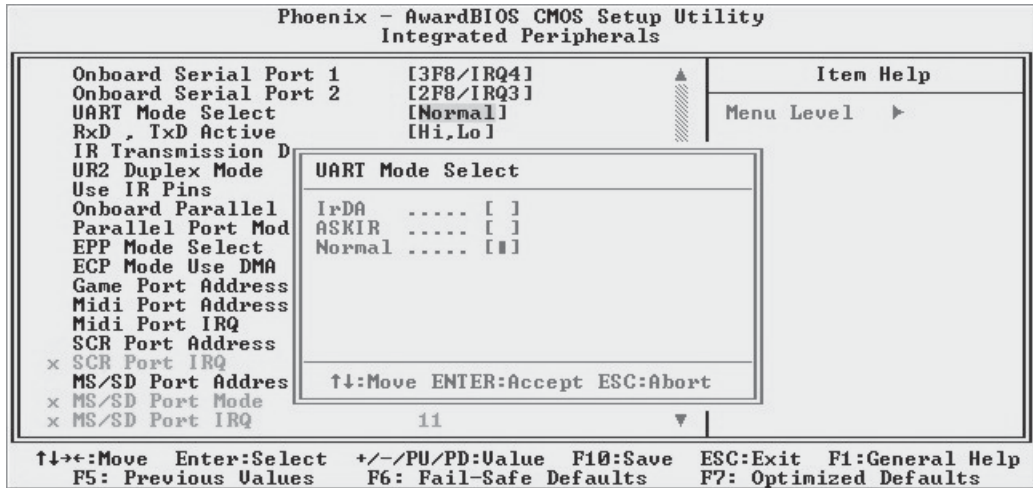 Phoenix - AwardBIOS CMOS Setup Utility
Integrated Peripherals
Onboard Serial Port 1 [3F8/IRQ4]
Onboard Serial Port 2 [2F8/IRQ3]
UART Mode Select [Normal]
RxD , TxD Active [Hi,Lo]
IR Transmission D
UR2 Duplex Mode
Use IR Pins
Onboard Parallel
Parallel Port Mod
EPP Mode Select
ECP Mode Use DMA
Game Port Address
Midi Port Address
Midi Port IRQ
SCR Port Address
x SCR Port IRQ
MS/SD Port Addres
x MS/SD Port Mode
x MS/SD Port IRQ 11
UART Mode Select
IrDA ..... [ ]
ASKIR ..... [ ]
Normal ..... [■]
↑↓:Move ENTER:Accept ESC:Abort
Item Help
Menu Level ▶
↑↓→←:Move Enter:Select +/-/PU/PD:Value F10:Save ESC:Exit F1:General Help
F5: Previous Values F6: Fail-Safe Defaults F7: Optimized Defaults